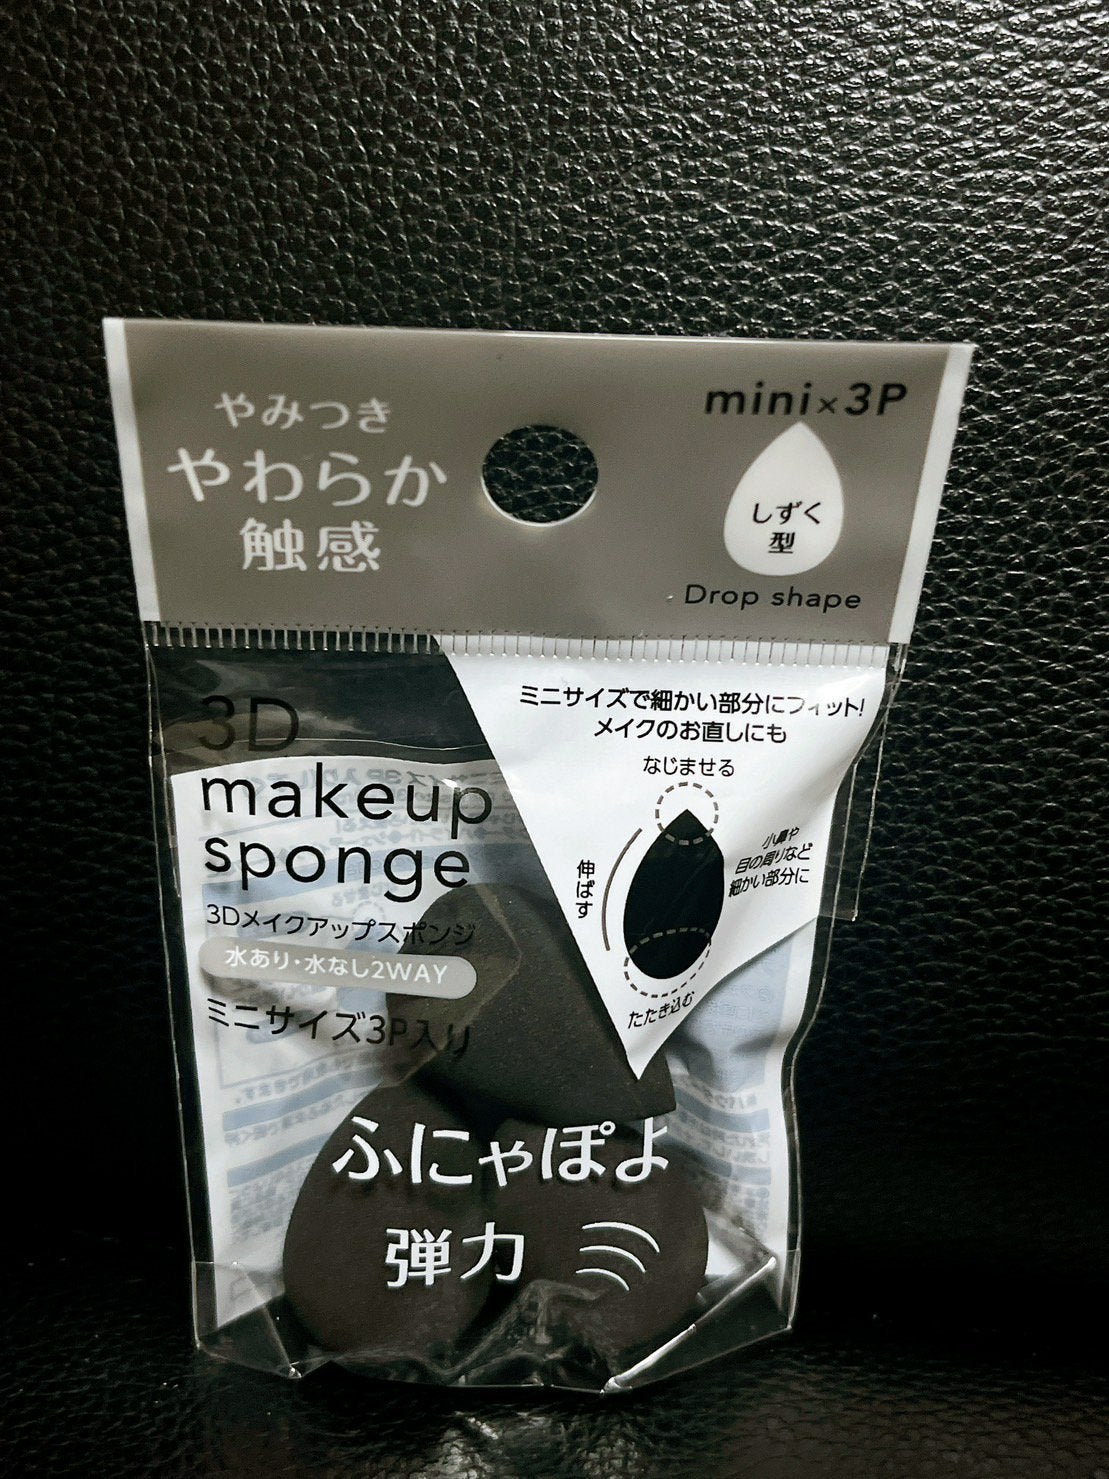 やみつき
やわらか
触感
mini×3P
しずく
型
Drop shape
3D
makeup
sponge
3Dメイクアップスポンジ
水あり・水なし2WAY
ミニサイズ3P入り
ミニサイズで細かい部分にフィット!
メイクのお直しにも
なじませる
伸ばす
小鼻や
目の周りなど
細かい部分に
たたき込む
ふにゃぽよ
弾力